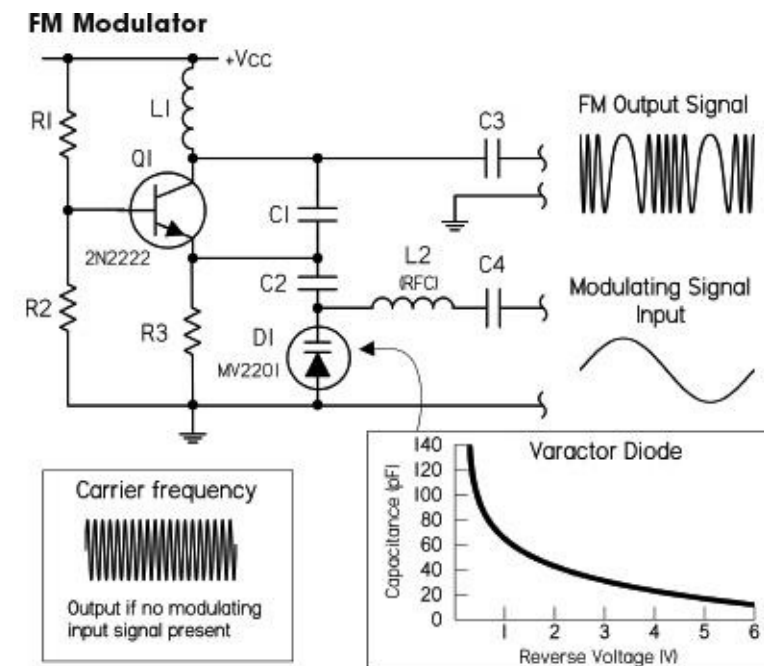 FM Modulator
+Vcc
L1
R1
Q1
C3
FM Output Signal
C1
2N2222
L2
(RFC)
C4
C2
Modulating Signal
Input
R2
R3
D1
MV2201
Carrier frequency
Output if no modulating
input signal present
Varactor Diode
Capacitance (pF)
140
120
100
80
60
40
20
0
1 2 3 4 5 6
Reverse Voltage (V)